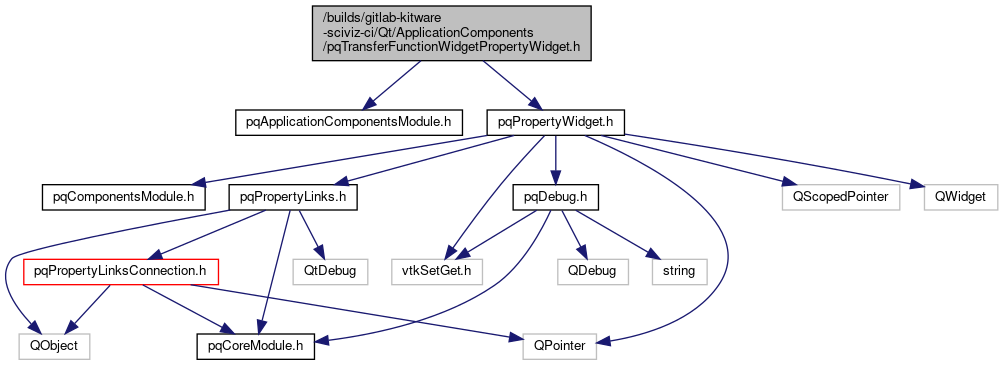 /builds/gitlab-kitware
-sciviz-ci/Qt/ApplicationComponents
/pqTransferFunctionWidgetPropertyWidget.h
pqApplicationComponentsModule.h
pqPropertyWidget.h
pqComponentsModule.h
pqPropertyLinks.h
pqDebug.h
QScopedPointer
QWidget
pqPropertyLinksConnection.h
QtDebug
vtkSetGet.h
QDebug
string
QObject
pqCoreModule.h
QPointer